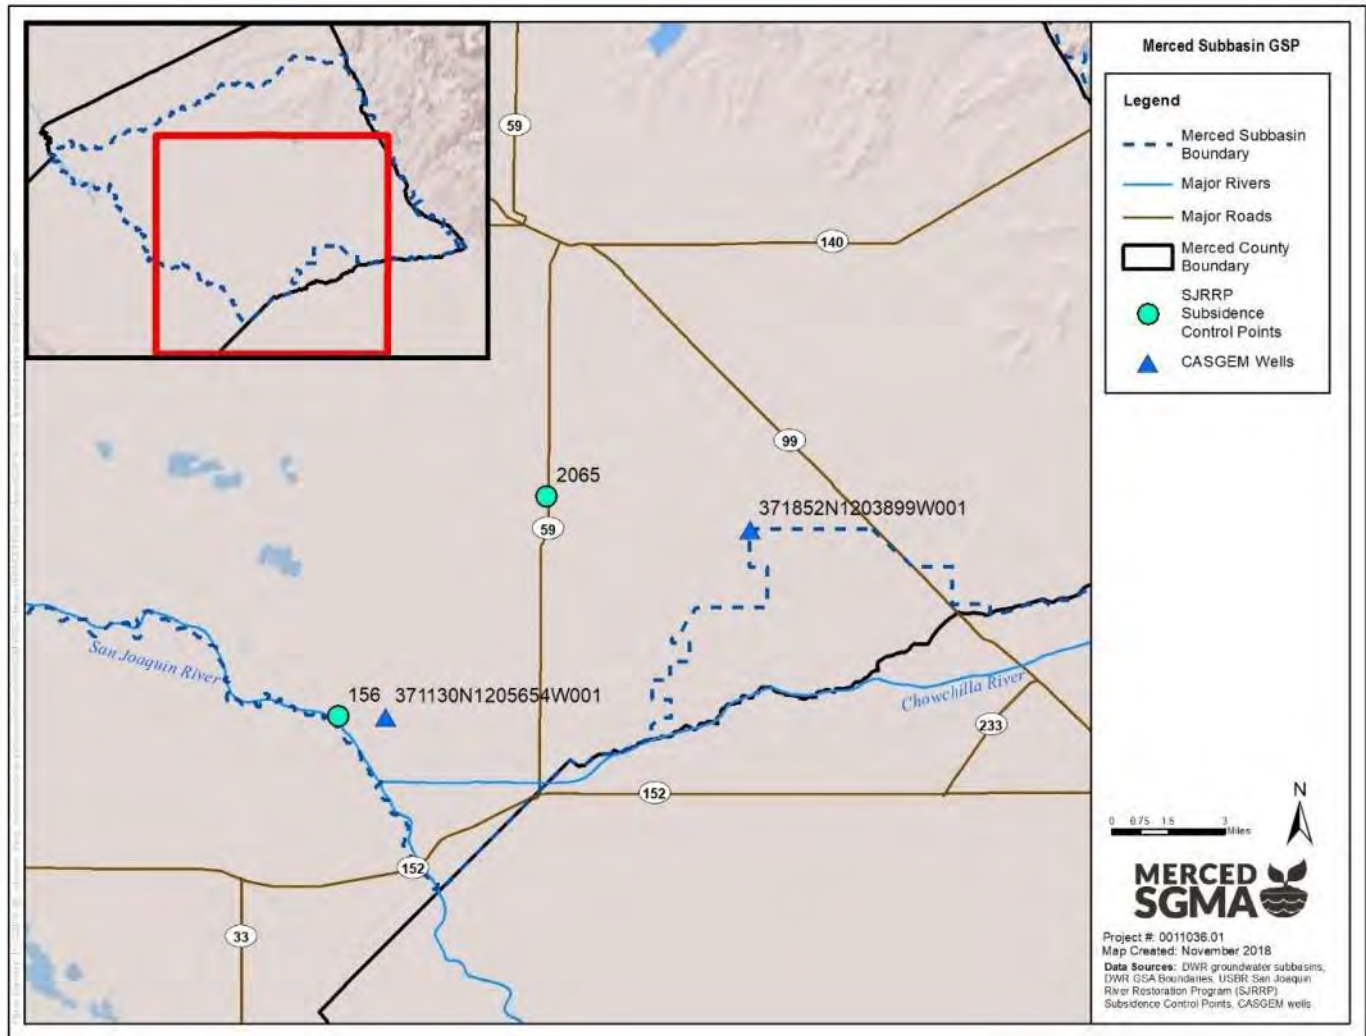 Merced Subbasin GSP
Legend
Merced Subbasin
Boundary
Major Rivers
Major Roads
Merced County
Boundary
SJRRP
Subsidence
Control Points
CASGEM Wells
59
140
99
2065
59
371852N1203899W001
San Joaquin River
156 371130N1205654W001
Chowchilla River
233
152
152
33
N
0 0.75 1.5 3
Miles
MERCED
SGMA
Project #: 0011036.01
Map Created: November 2018
Data Sources: DWR groundwater subbasins,
DWR GSA Boundaries, USBR San Joaquin
River Restoration Program (SJRRP)
Subsidence Control Points, CASGEM wells